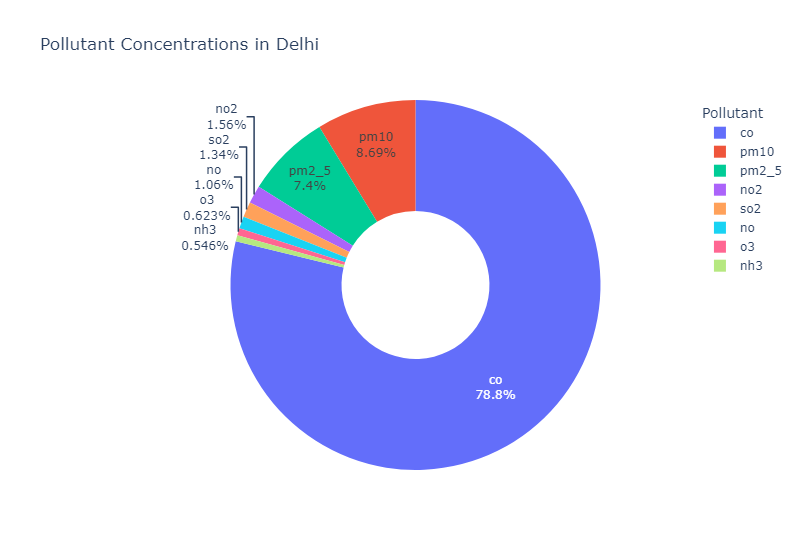 Pollutant Concentrations in Delhi
no2
1.56%
so2
1.34%
no
1.06%
o3
0.623%
nh3
0.546%
pm2_5
7.4%
pm10
8.69%
co
78.8%
Pollutant
co
pm10
pm2_5
no2
so2
no
o3
nh3